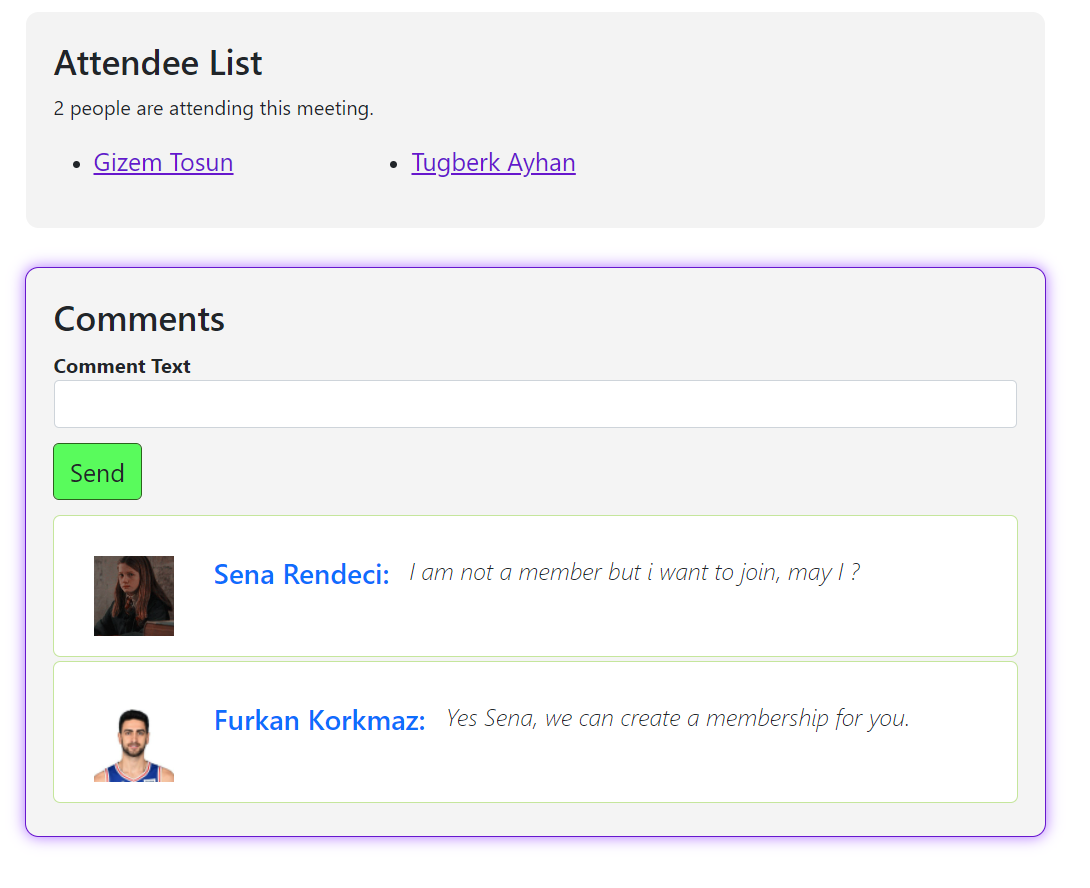 Attendee List
2 people are attending this meeting.
Gizem Tosun
Tugberk Ayhan
Comments
Comment Text
Send
Sena Rendeci: I am not a member but i want to join, may I ?
Furkan Korkmaz: Yes Sena, we can create a membership for you.